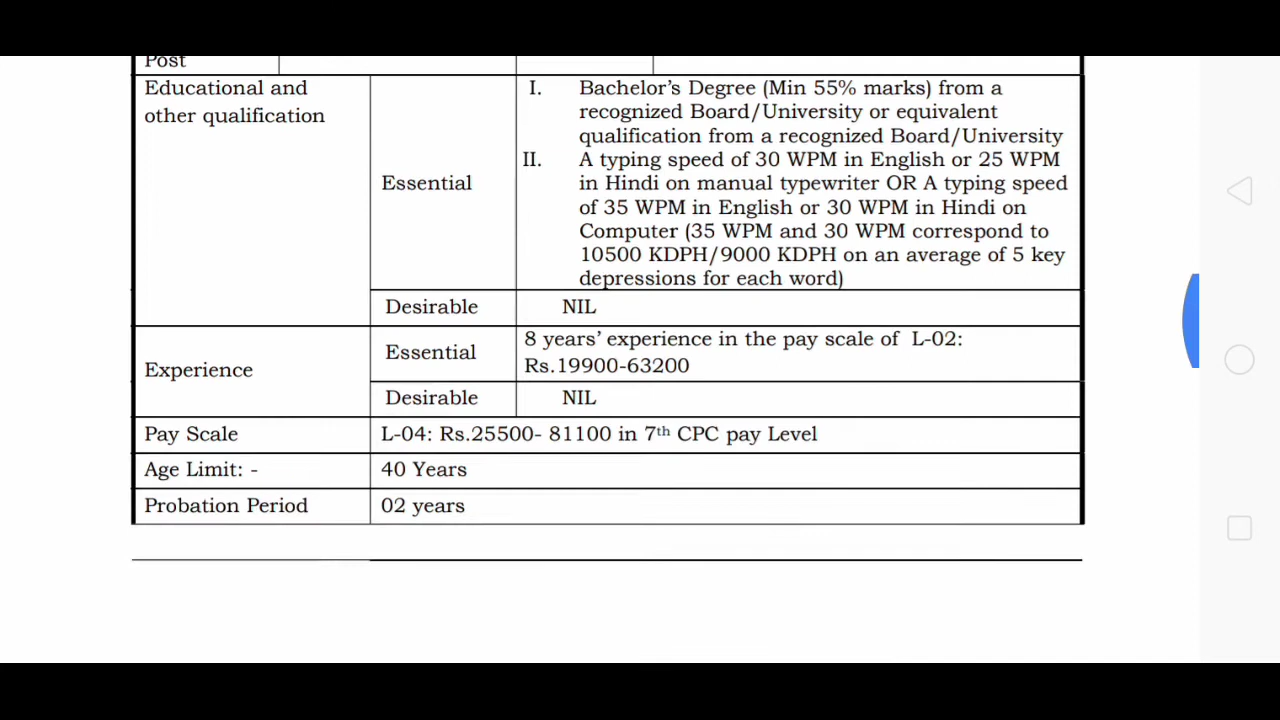 Post
Educational and
other qualification
Essential
I. Bachelor's Degree (Min 55% marks) from a
recognized Board/University or equivalent
qualification from a recognized Board/University
II. A typing speed of 30 WPM in English or 25 WPM
in Hindi on manual typewriter OR A typing speed
of 35 WPM in English or 30 WPM in Hindi on
Computer (35 WPM and 30 WPM correspond to
10500 KDPH/9000 KDPH on an average of 5 key
depressions for each word)
Desirable NIL
Experience
Essential
8 years' experience in the pay scale of L-02:
Rs.19900-63200
Desirable NIL
Pay Scale L-04: Rs.25500- 81100 in 7th CPC pay Level
Age Limit: - 40 Years
Probation Period 02 years